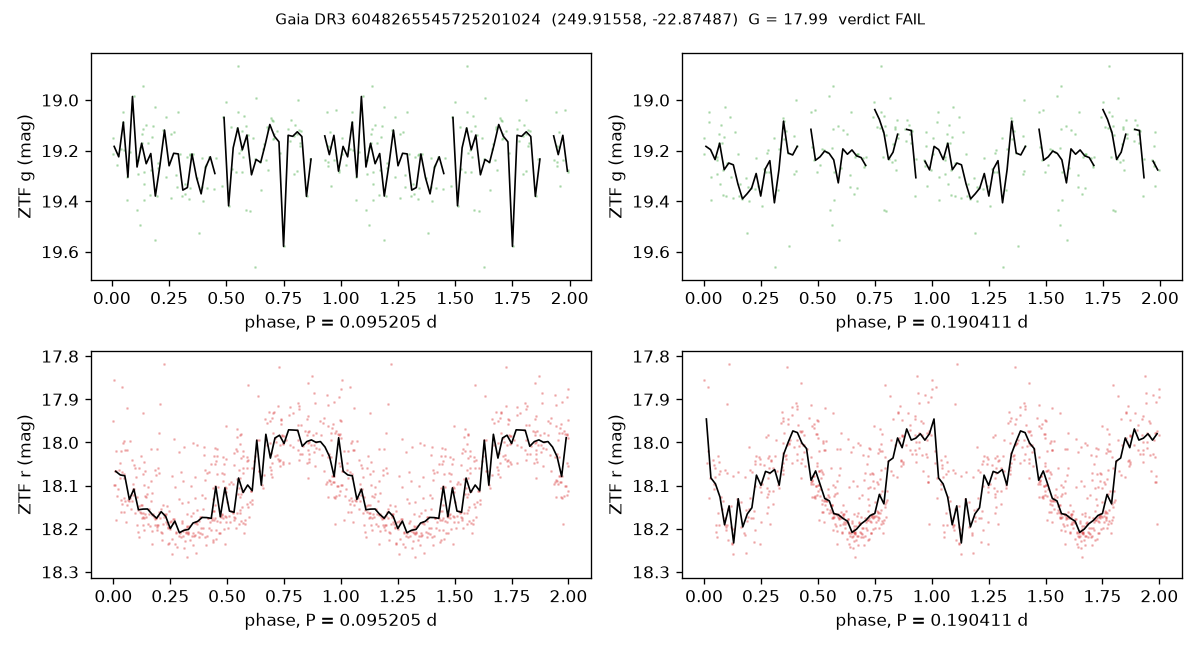 Gaia DR3 6048265545725201024  (249.91558, -22.87487)  G = 17.99  verdict FAIL
ZTF g (mag)
19.0
19.2
19.4
19.6
0.00 0.25 0.50 0.75 1.00 1.25 1.50 1.75 2.00
phase, P = 0.095205 d
ZTF g (mag)
19.0
19.2
19.4
19.6
0.00 0.25 0.50 0.75 1.00 1.25 1.50 1.75 2.00
phase, P = 0.190411 d
ZTF r (mag)
17.8
17.9
18.0
18.1
18.2
18.3
0.00 0.25 0.50 0.75 1.00 1.25 1.50 1.75 2.00
phase, P = 0.095205 d
ZTF r (mag)
17.8
17.9
18.0
18.1
18.2
18.3
0.00 0.25 0.50 0.75 1.00 1.25 1.50 1.75 2.00
phase, P = 0.190411 d